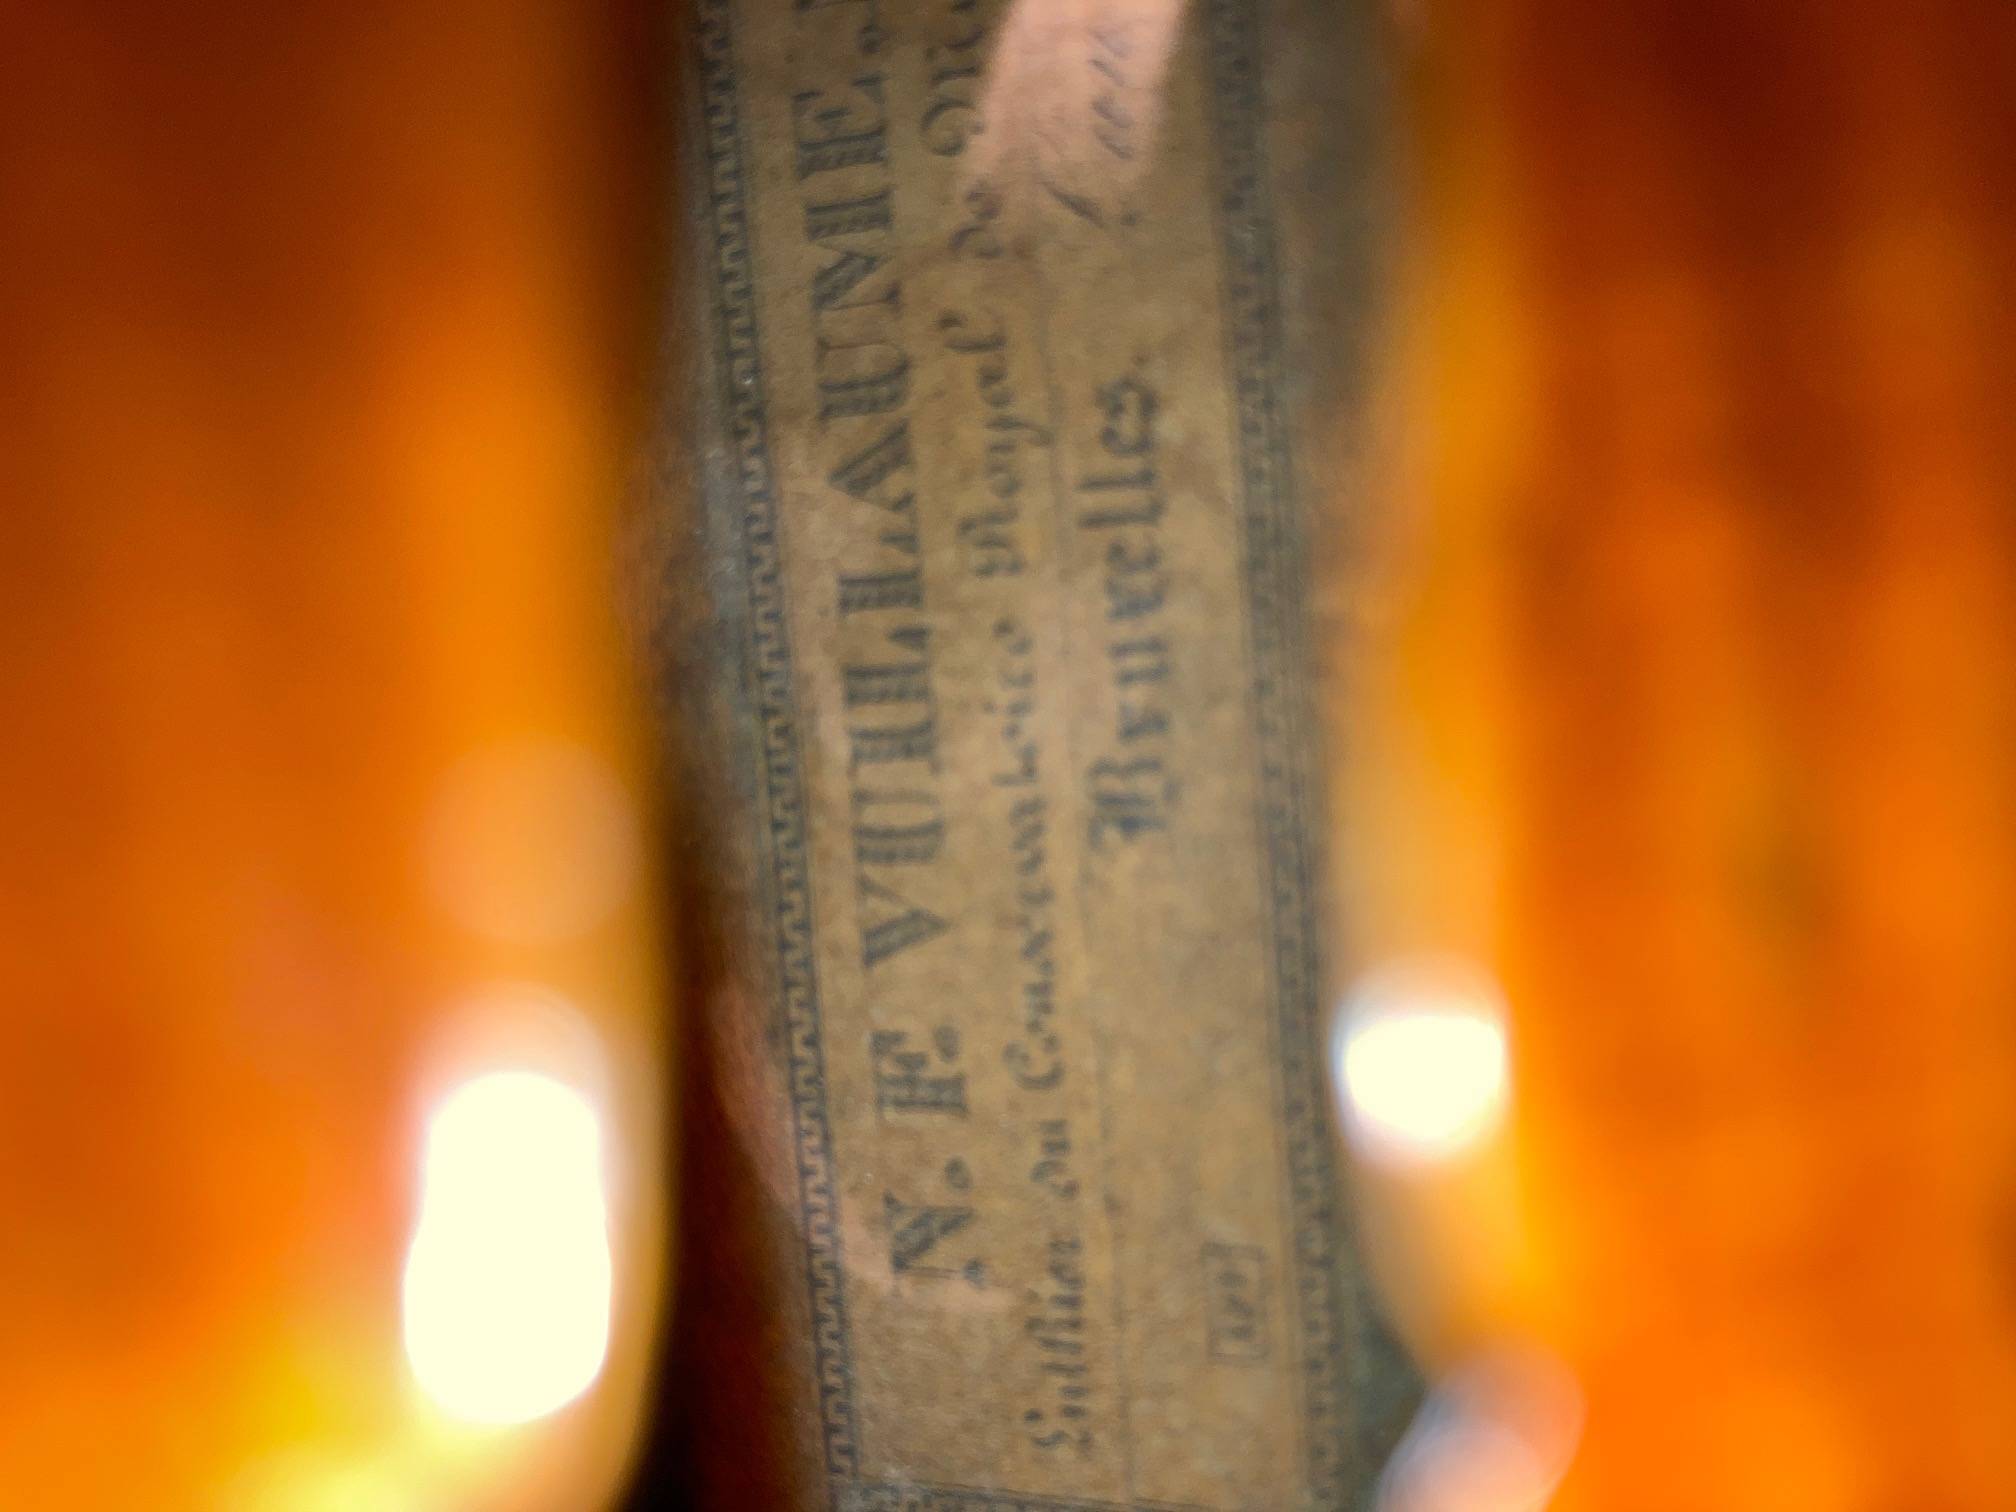 N. F. VUILLAUME.
Luthier du Conservatoire Royal de
Bruxelles.